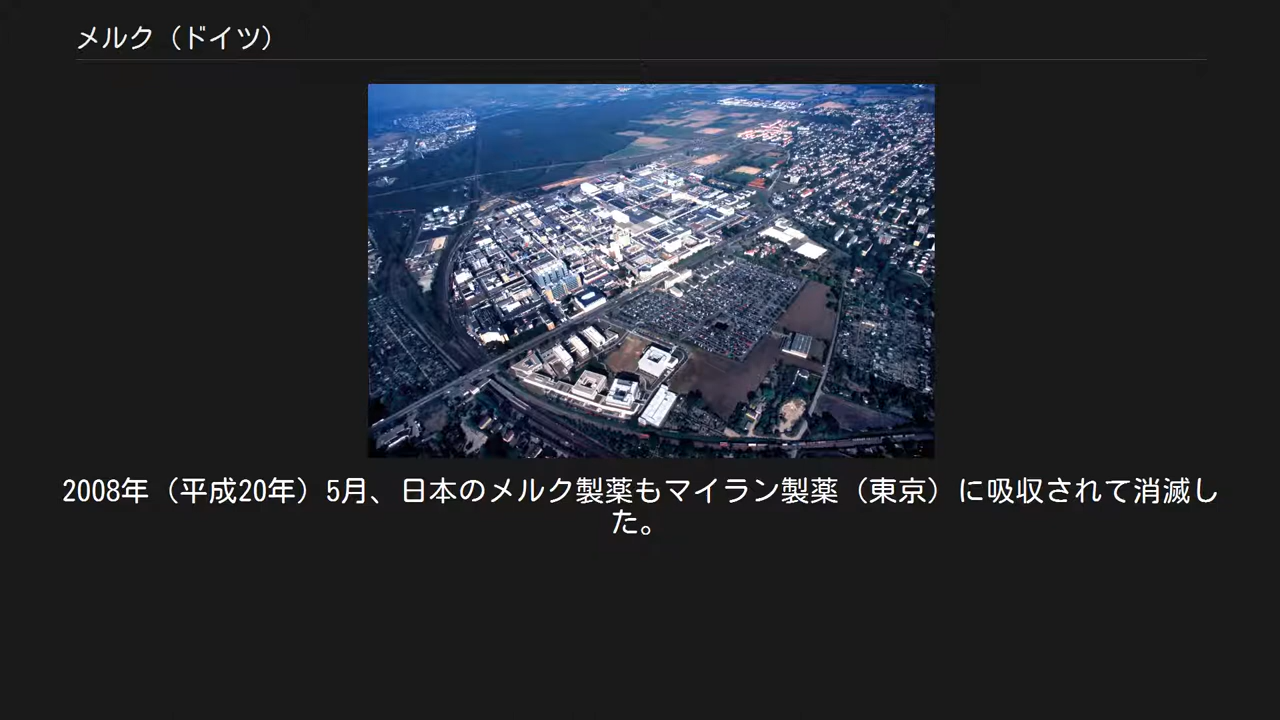 メルク（ドイツ）
2008年（平成20年）5月、日本のメルク製薬もマイラン製薬（東京）に吸収されて消滅し
た。